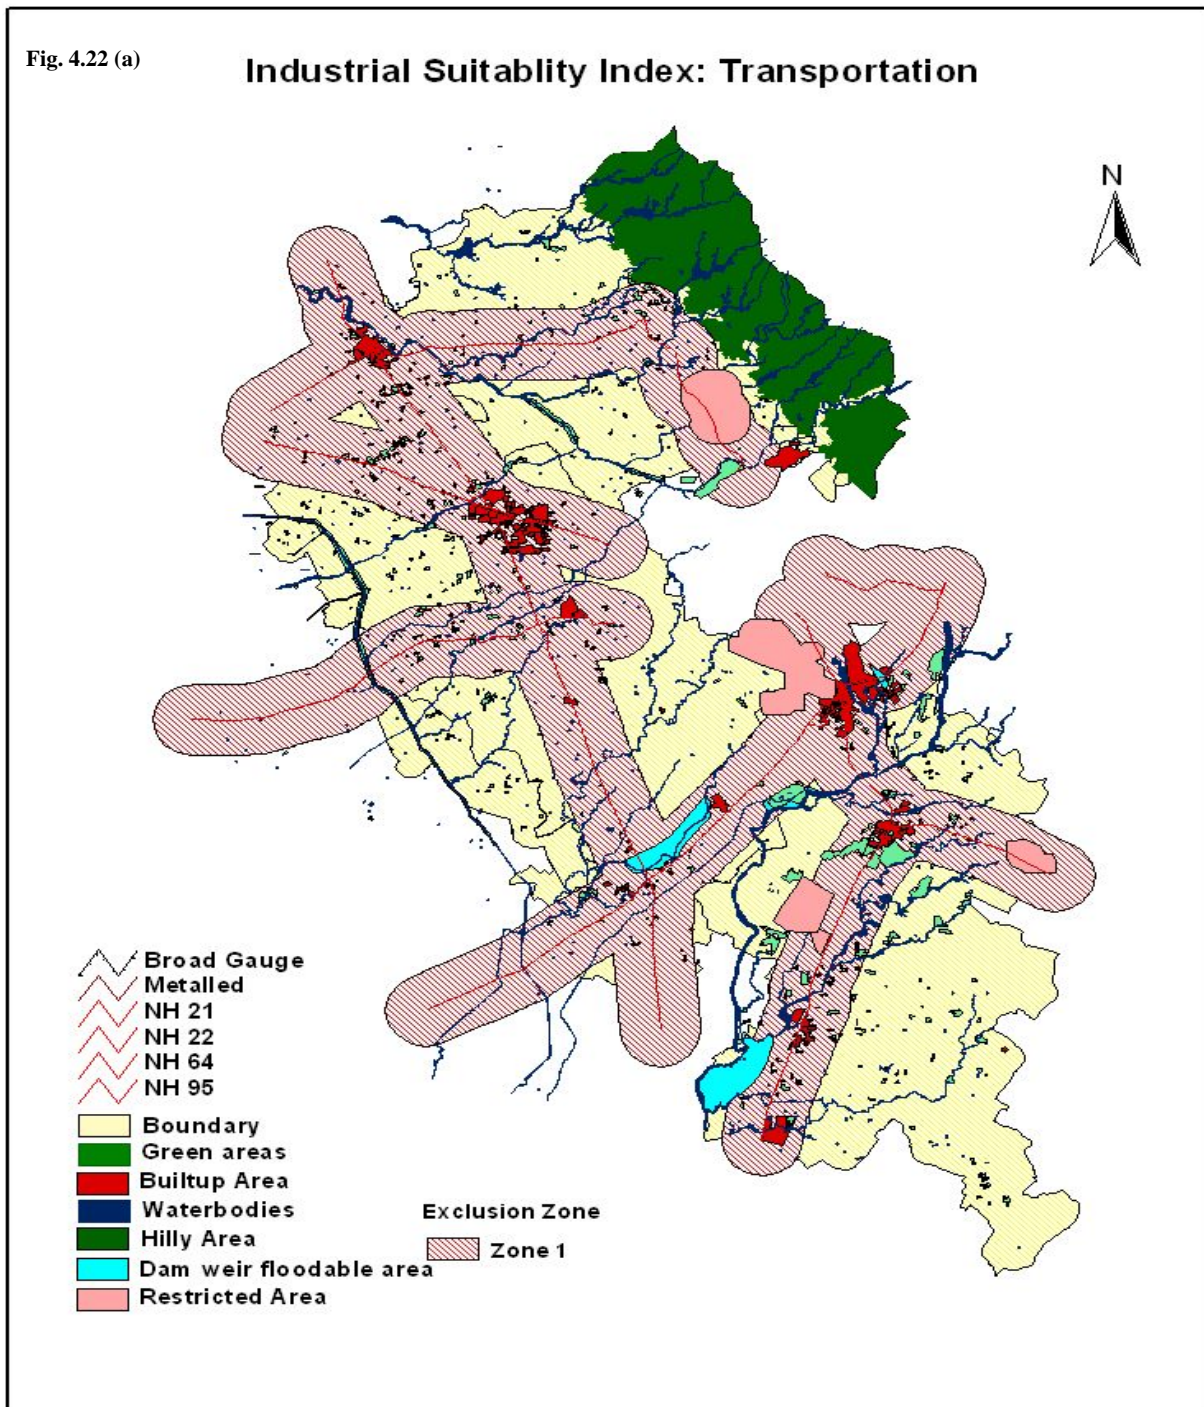 Fig. 4.22 (a)
Industrial Suitablity Index: Transportation
N
Broad Gauge
Metalled
NH 21
NH 22
NH 64
NH 95
Boundary
Green areas
Builtup Area
Waterbodies
Hilly Area
Dam weir floodable area
Restricted Area
Exclusion Zone
Zone 1